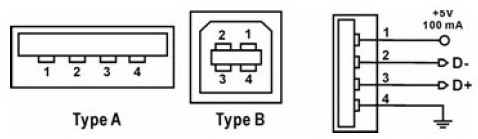 1 2 3 4
Type A
2 1
3 4
Type B
+5V
100 mA
1
2 D-
3 D+
4